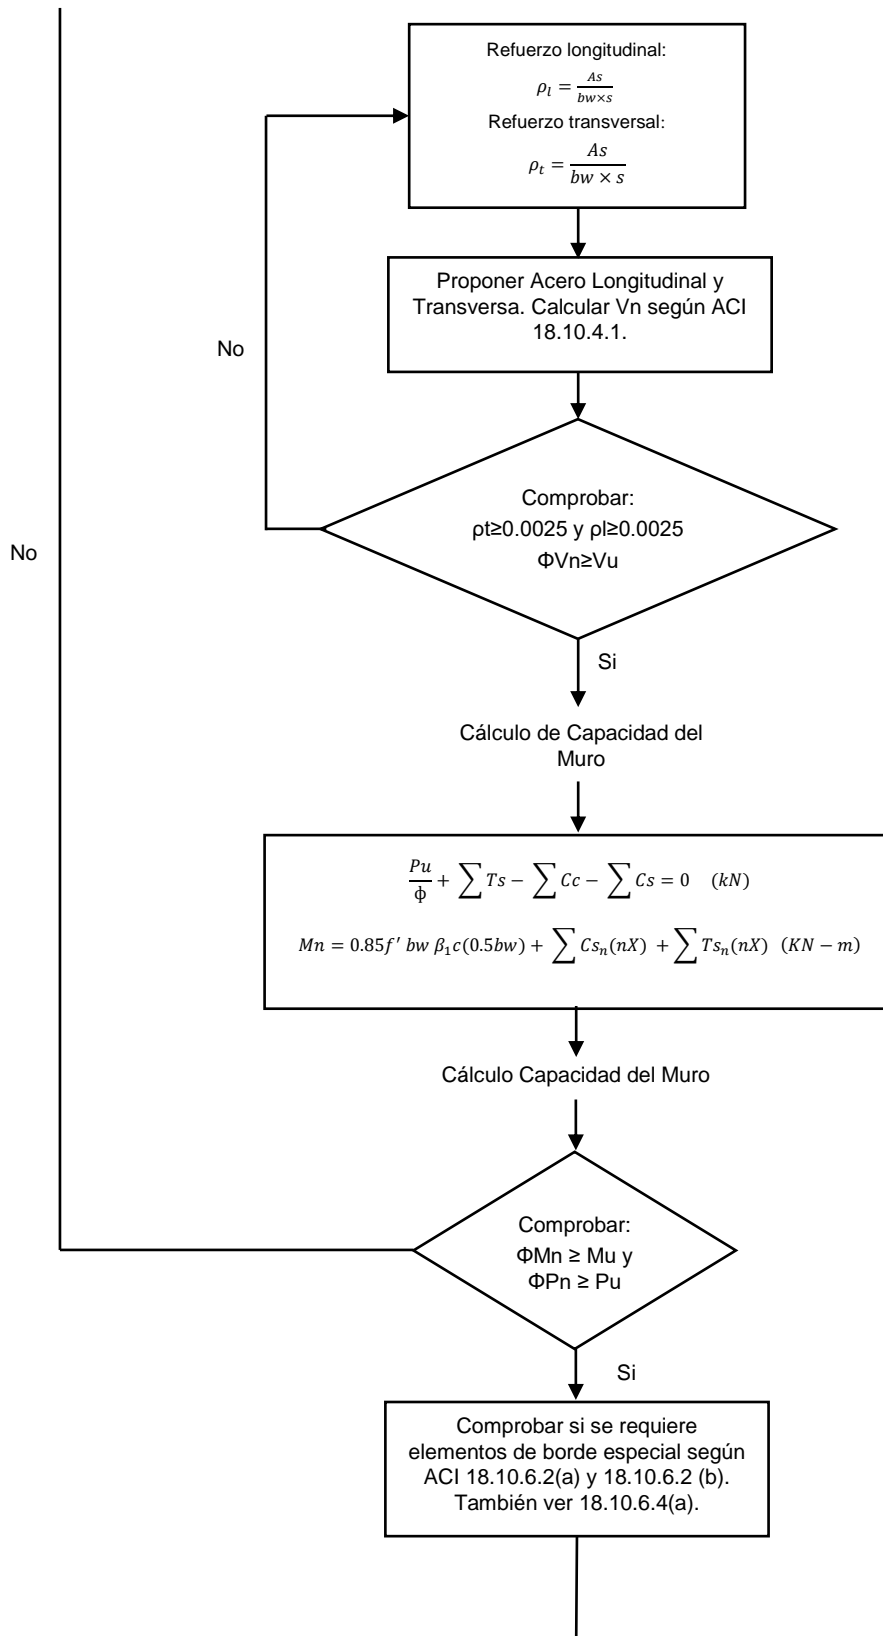 Refuerzo longitudinal:
ρ_l = As / bw×s
Refuerzo transversal:
ρ_t = As / bw × s
Proponer Acero Longitudinal y
Transversa. Calcular Vn según ACI
18.10.4.1.
No
Comprobar:
ρt≥0.0025 y ρl≥0.0025
ΦVn≥Vu
No
Si
Cálculo de Capacidad del
Muro
Pu/ϕ + ∑Ts − ∑Cc − ∑Cs = 0 (kN)
Mn = 0.85f′ bw β₁c(0.5bw) + ∑Cs_n(nX) + ∑Ts_n(nX) (KN − m)
Cálculo Capacidad del Muro
Comprobar:
ΦMn ≥ Mu y
ΦPn ≥ Pu
Si
Comprobar si se requiere
elementos de borde especial según
ACI 18.10.6.2(a) y 18.10.6.2 (b).
También ver 18.10.6.4(a).